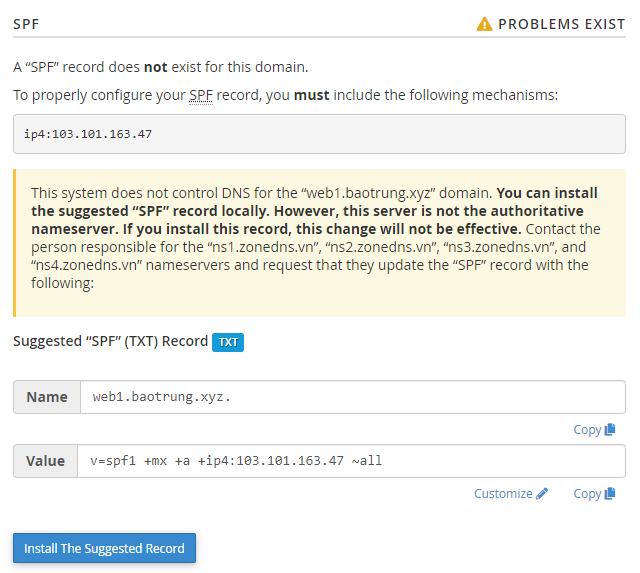 SPF
PROBLEMS EXIST
A “SPF” record does not exist for this domain.
To properly configure your SPF record, you must include the following mechanisms:
ip4:103.101.163.47
This system does not control DNS for the “web1.baotrung.xyz” domain. You can install
the suggested “SPF” record locally. However, this server is not the authoritative
nameserver. If you install this record, this change will not be effective. Contact the
person responsible for the “ns1.zonedns.vn”, “ns2.zonedns.vn”, “ns3.zonedns.vn”, and
“ns4.zonedns.vn” nameservers and request that they update the “SPF” record with the
following:
Suggested “SPF” (TXT) Record TXT
Name web1.baotrung.xyz.
Copy
Value v=spf1 +mx +a +ip4:103.101.163.47 ~all
Customize Copy
Install The Suggested Record